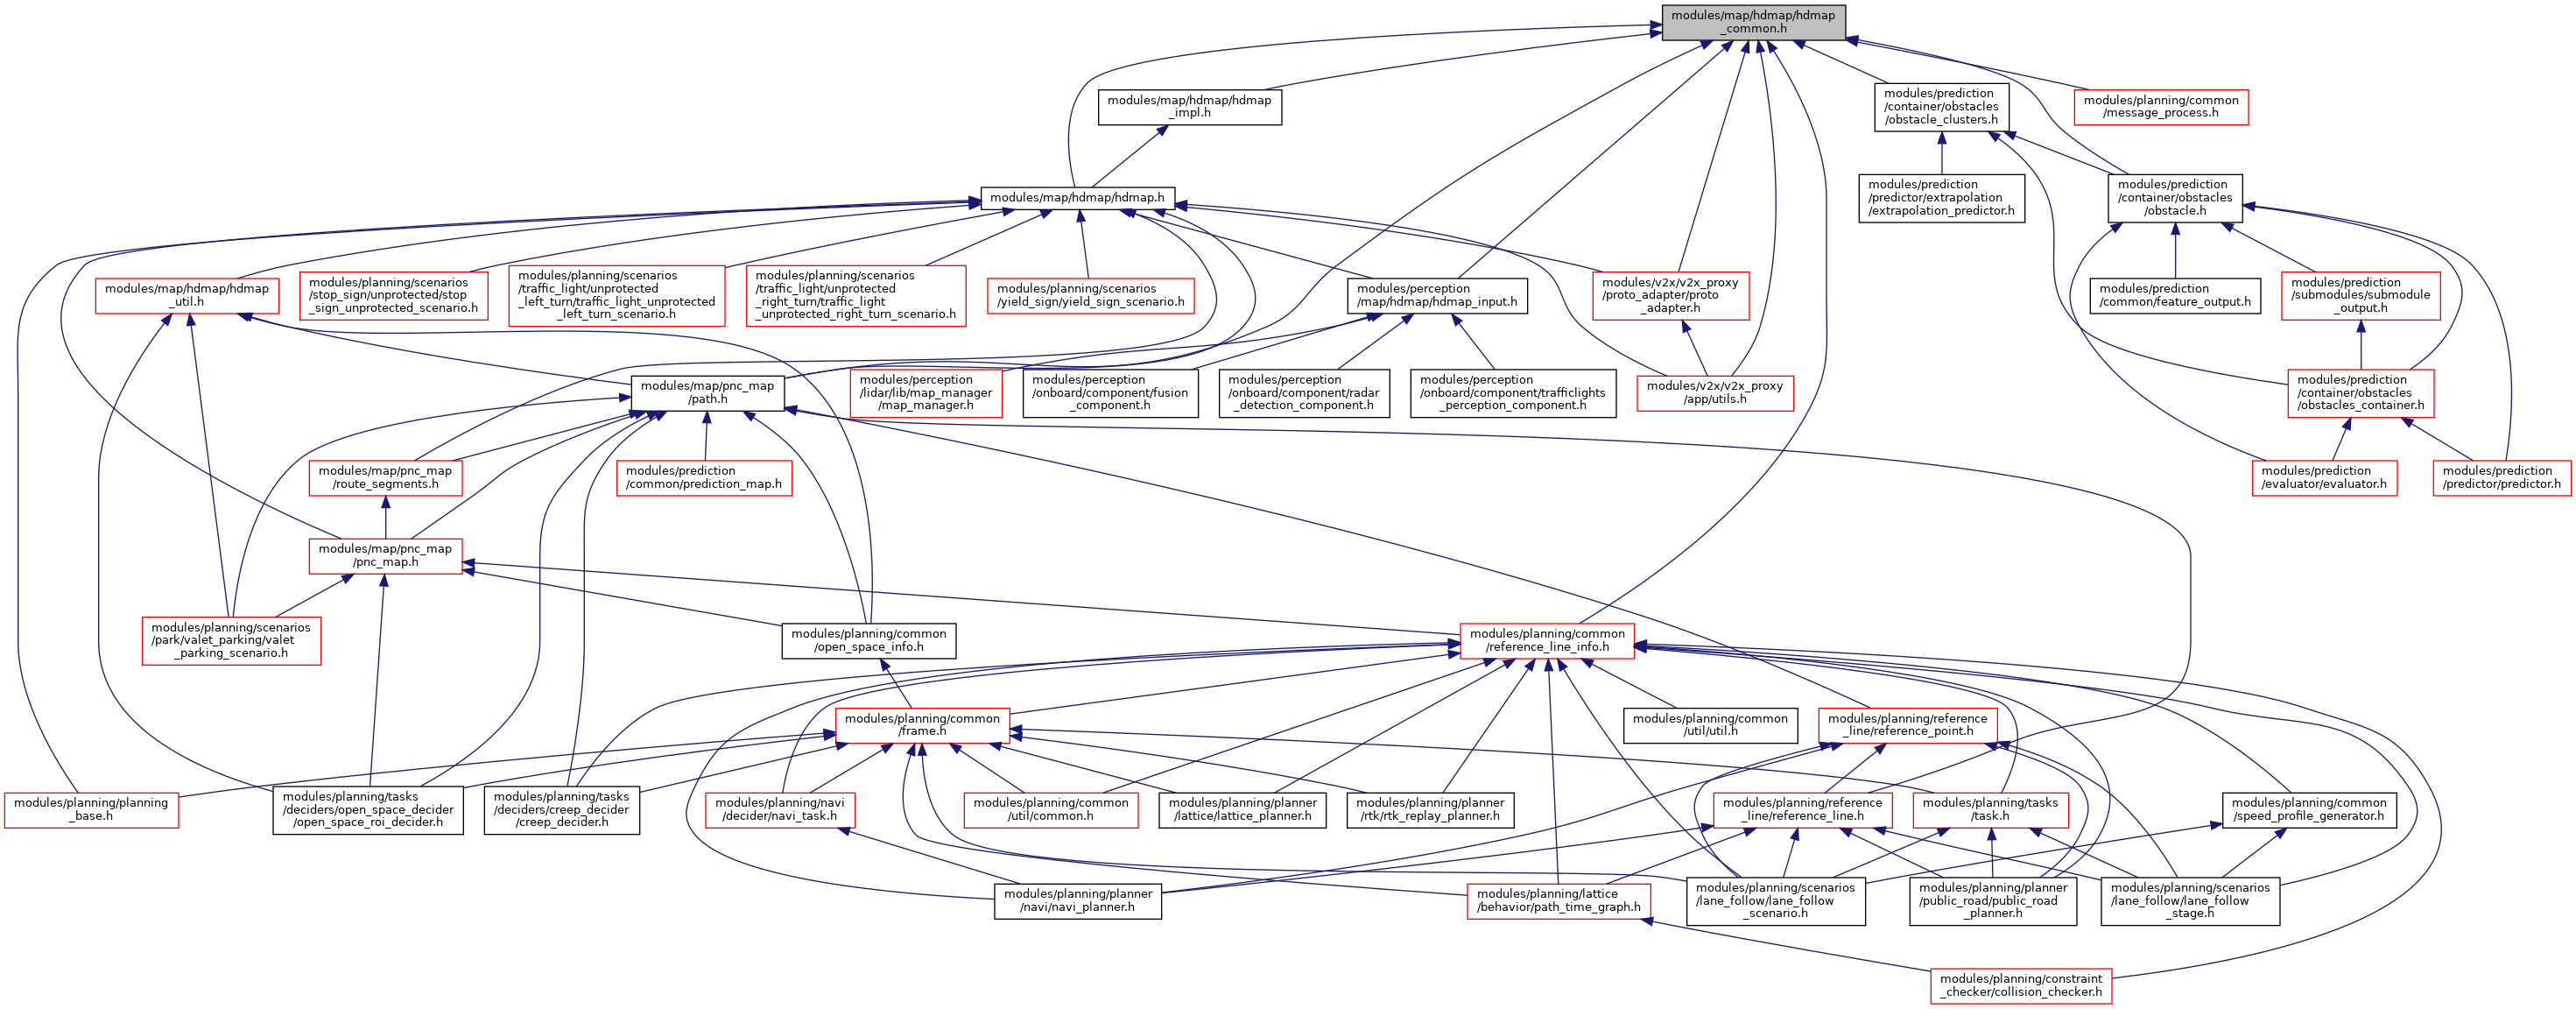 modules/map/hdmap/hdmap
_common.h
modules/map/hdmap/hdmap
_impl.h
modules/prediction
/container/obstacles
/obstacle_clusters.h
modules/planning/common
/message_process.h
modules/map/hdmap/hdmap.h
modules/prediction
/predictor/extrapolation
/extrapolation_predictor.h
modules/prediction
/container/obstacles
/obstacle.h
modules/map/hdmap/hdmap
_util.h
modules/planning/scenarios
/stop_sign/unprotected/stop
_sign_unprotected_scenario.h
modules/planning/scenarios
/traffic_light/unprotected
_left_turn/traffic_light_unprotected
_left_turn_scenario.h
modules/planning/scenarios
/traffic_light/unprotected
_right_turn/traffic_light
_unprotected_right_turn_scenario.h
modules/planning/scenarios
/yield_sign/yield_sign_scenario.h
modules/perception
/map/hdmap/hdmap_input.h
modules/v2x/v2x_proxy
/proto_adapter/proto
_adapter.h
modules/prediction
/common/feature_output.h
modules/prediction
/submodules/submodule
_output.h
modules/map/pnc_map
/path.h
modules/perception
/lidar/lib/map_manager
/map_manager.h
modules/perception
/onboard/component/fusion
_component.h
modules/perception
/onboard/component/radar
_detection_component.h
modules/perception
/onboard/component/trafficlights
_perception_component.h
modules/v2x/v2x_proxy
/app/utils.h
modules/prediction
/container/obstacles
/obstacles_container.h
modules/map/pnc_map
/route_segments.h
modules/prediction
/common/prediction_map.h
modules/prediction
/evaluator/evaluator.h
modules/prediction
/predictor/predictor.h
modules/map/pnc_map
/pnc_map.h
modules/planning/scenarios
/park/valet_parking/valet
_parking_scenario.h
modules/planning/common
/open_space_info.h
modules/planning/common
/reference_line_info.h
modules/planning/common
/frame.h
modules/planning/common
/util/util.h
modules/planning/reference
_line/reference_point.h
modules/planning/planning
_base.h
modules/planning/tasks
/deciders/open_space_decider
/open_space_roi_decider.h
modules/planning/tasks
/deciders/creep_decider
/creep_decider.h
modules/planning/navi
/decider/navi_task.h
modules/planning/common
/util/common.h
modules/planning/planner
/lattice/lattice_planner.h
modules/planning/planner
/rtk/rtk_replay_planner.h
modules/planning/reference
_line/reference_line.h
modules/planning/tasks
/task.h
modules/planning/common
/speed_profile_generator.h
modules/planning/planner
/navi/navi_planner.h
modules/planning/lattice
/behavior/path_time_graph.h
modules/planning/scenarios
/lane_follow/lane_follow
_scenario.h
modules/planning/planner
/public_road/public_road
_planner.h
modules/planning/scenarios
/lane_follow/lane_follow
_stage.h
modules/planning/constraint
_checker/collision_checker.h